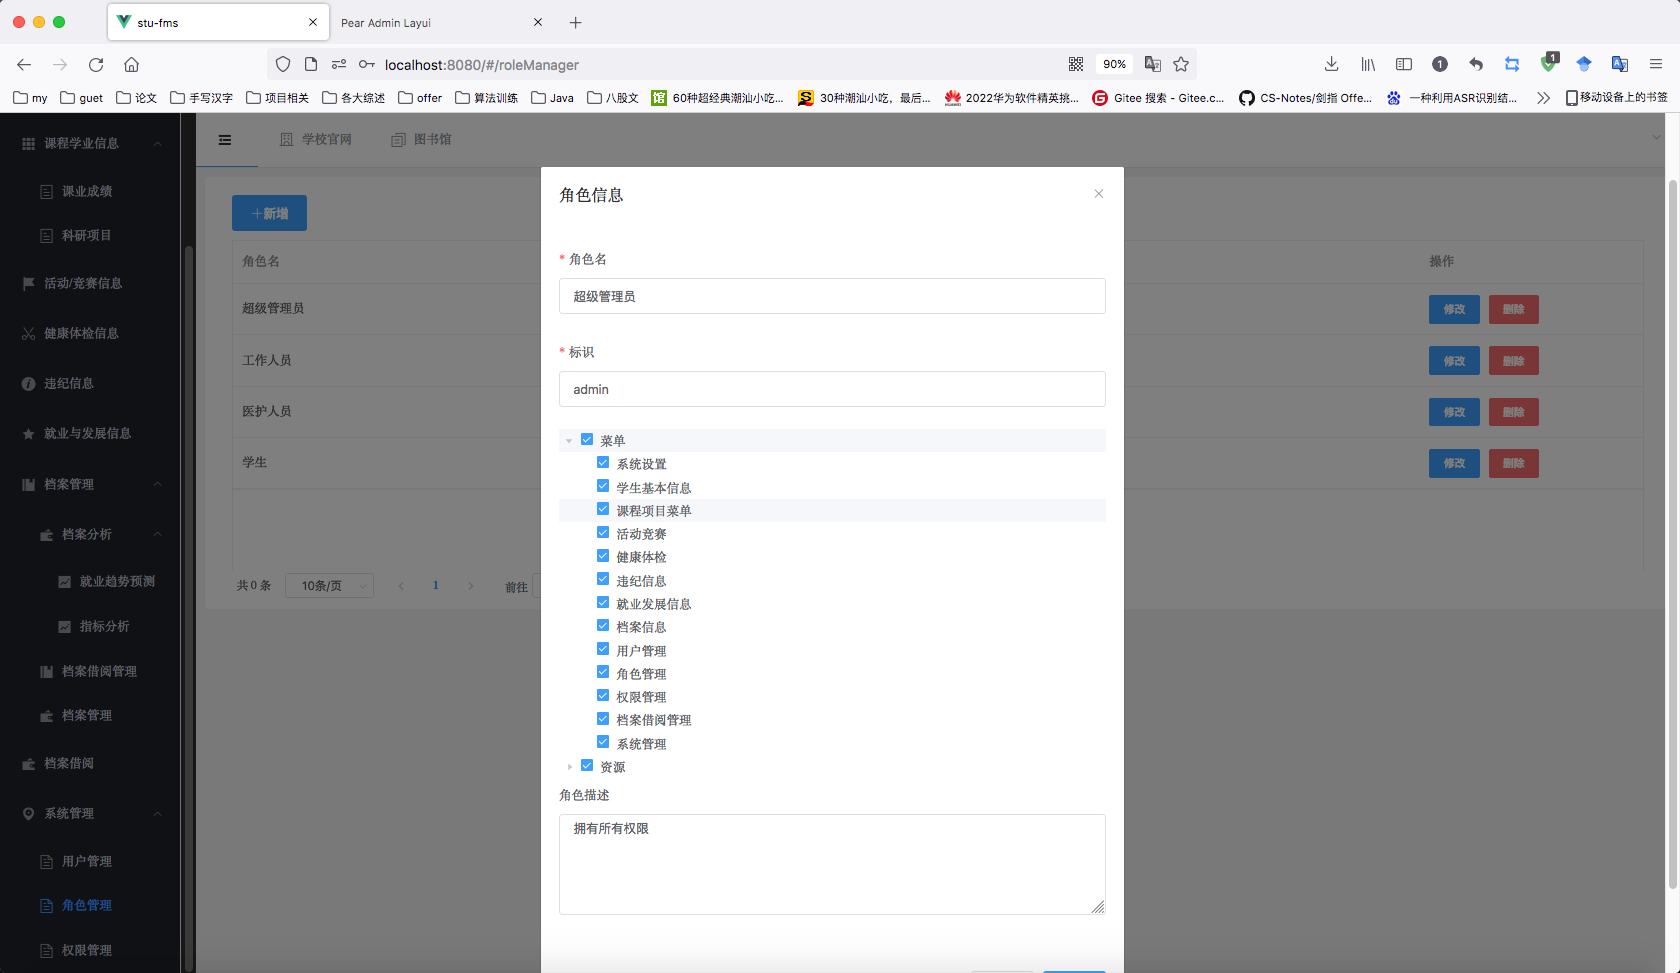 stu-fms
Pear Admin Layui
localhost:8080/#/roleManager
90%
1
1
my
guet
论文
手写汉字
项目相关
各大综述
offer
算法训练
Java
八股文
馆
60种超经典潮汕小吃...
30种潮汕小吃，最后...
2022华为软件精英挑...
Gitee 搜索 - Gitee.c...
CS-Notes/剑指 Offe...
一种利用ASR识别结...
移动设备上的书签
课程学业信息
课业成绩
科研项目
活动/竞赛信息
健康体检信息
违纪信息
就业与发展信息
档案管理
档案分析
就业趋势预测
指标分析
档案借阅管理
档案管理
档案借阅
系统管理
用户管理
角色管理
权限管理
学校官网
图书馆
新增
角色名
操作
超级管理员
修改
删除
工作人员
修改
删除
医护人员
修改
删除
学生
修改
删除
共 0 条
10条/页
1
前往
角色信息
* 角色名
超级管理员
* 标识
admin
菜单
系统设置
学生基本信息
课程项目菜单
活动竞赛
健康体检
违纪信息
就业发展信息
档案信息
用户管理
角色管理
权限管理
档案借阅管理
系统管理
资源
角色描述
拥有所有权限